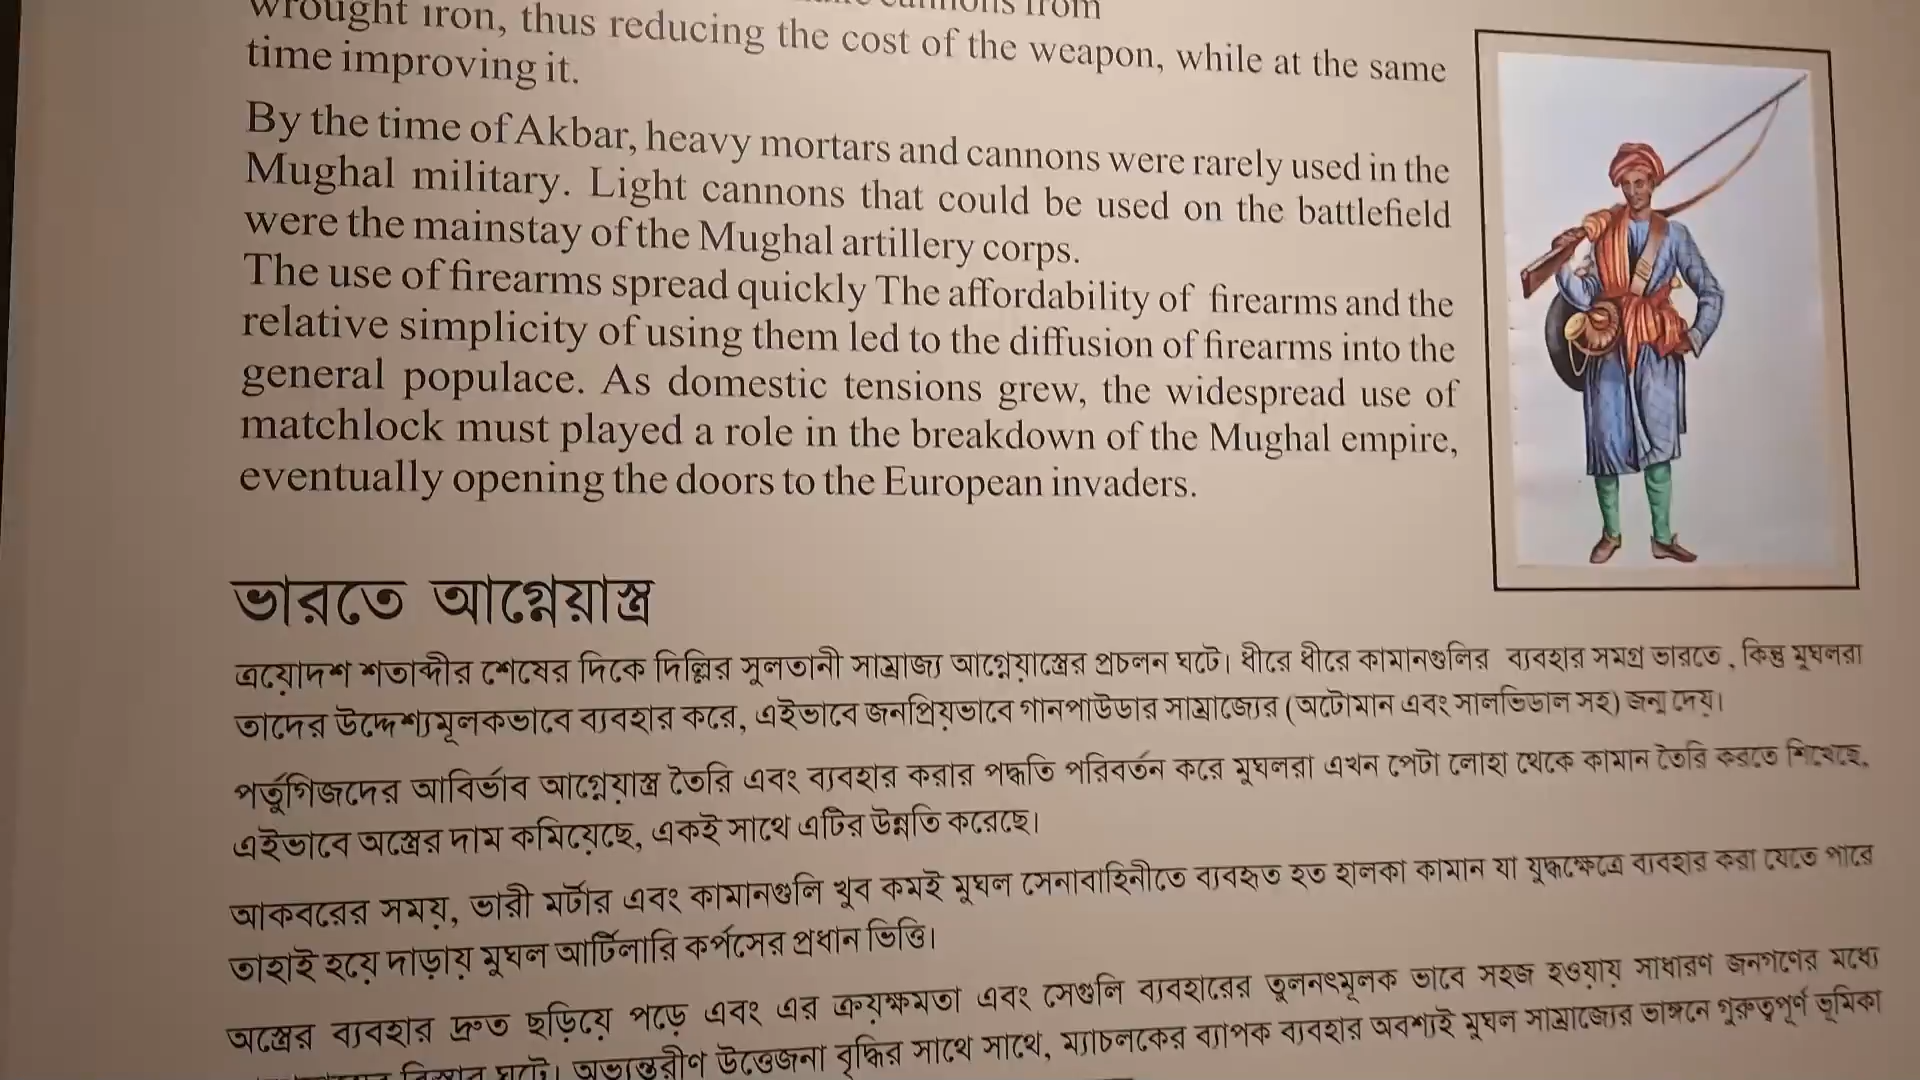 cannons from
wrought iron, thus reducing the cost of the weapon, while at the same
time improving it.
By the time of Akbar, heavy mortars and cannons were rarely used in the
Mughal military. Light cannons that could be used on the battlefield
were the mainstay of the Mughal artillery corps.
The use of firearms spread quickly The affordability of firearms and the
relative simplicity of using them led to the diffusion of firearms into the
general populace. As domestic tensions grew, the widespread use of
matchlock must played a role in the breakdown of the Mughal empire,
eventually opening the doors to the European invaders.
ভারতে আগ্নেয়াস্ত্র
ত্রয়োদশ শতাব্দীর শেষের দিকে দিল্লির সুলতানী সাম্রাজ্য আগ্নেয়াস্ত্রের প্রচলন ঘটে। ধীরে ধীরে কামানগুলির ব্যবহার সমগ্র ভারতে , কিন্তু মুঘলরা
তাদের উদ্দেশ্যমূলকভাবে ব্যবহার করে, এইভাবে জনপ্রিয়ভাবে গানপাউডার সাম্রাজ্যের (অটোমান এবং সালভিডাল সহ) জন্ম দেয়।
পর্তুগিজদের আবির্ভাব আগ্নেয়াস্ত্র তৈরি এবং ব্যবহার করার পদ্ধতি পরিবর্তন করে মুঘলরা এখন পেটা লোহা থেকে কামান তৈরি করতে শিখেছে,
এইভাবে অস্ত্রের দাম কমিয়েছে, একই সাথে এটির উন্নতি করেছে।
আকবরের সময়, ভারী মর্টার এবং কামানগুলি খুব কমই মুঘল সেনাবাহিনীতে ব্যবহৃত হত হালকা কামান যা যুদ্ধক্ষেত্রে ব্যবহার করা যেতে পারে
তাহাই হয়ে দাড়ায় মুঘল আর্টিলারি কর্পসের প্রধান ভিত্তি।
অস্ত্রের ব্যবহার দ্রুত ছড়িয়ে পড়ে এবং এর ক্রয়ক্ষমতা এবং সেগুলি ব্যবহারের তুলনৎমূলক ভাবে সহজ হওয়ায় সাধারণ জনগণের মধ্যে
বিস্তার ঘটে। অভ্যন্তরীণ উত্তেজনা বৃদ্ধির সাথে সাথে, ম্যাচলকের ব্যাপক ব্যবহার অবশ্যই মুঘল সাম্রাজ্যের ভাঙ্গনে গুরুত্বপূর্ণ ভূমিকা